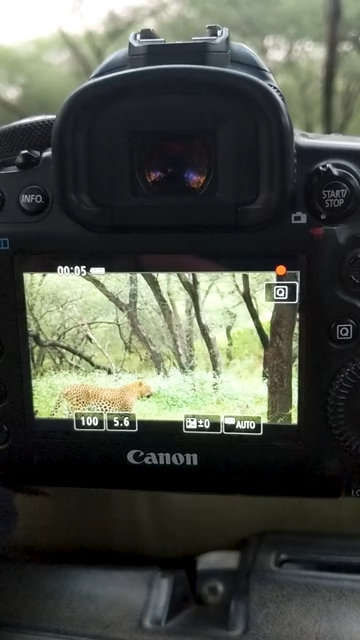 INFO.
START/
STOP
00:05
Q
Q
100 5.6 ±0 AUTO
Canon